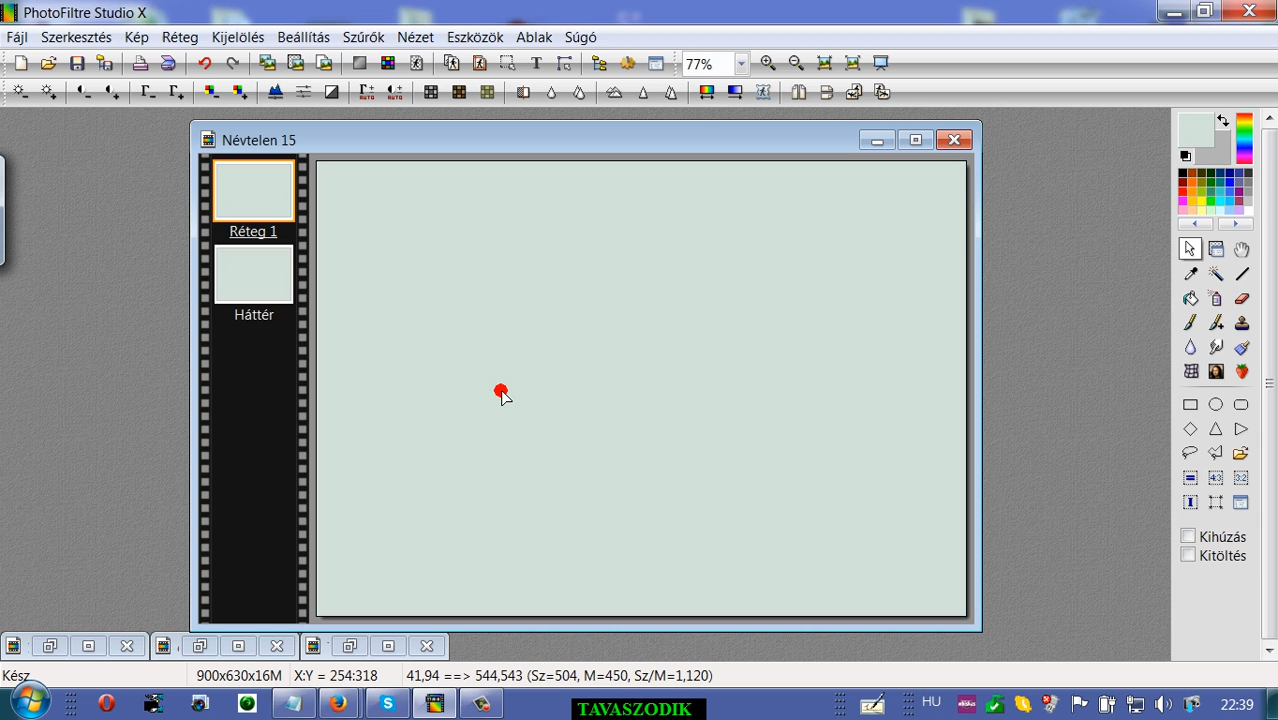 PhotoFiltre Studio X
Fájl Szerkesztés Kép Réteg Kijelölés Beállítás Szűrők Nézet Eszközök Ablak Súgó
77%
Névtelen 15
Réteg 1
Háttér
Kihúzás
Kitöltés
Kész 900x630x16M X:Y = 254:318 41,94 ==> 544,543 (Sz=504, M=450, Sz/M=1,120)
TAVASZODIK
HU
22:39